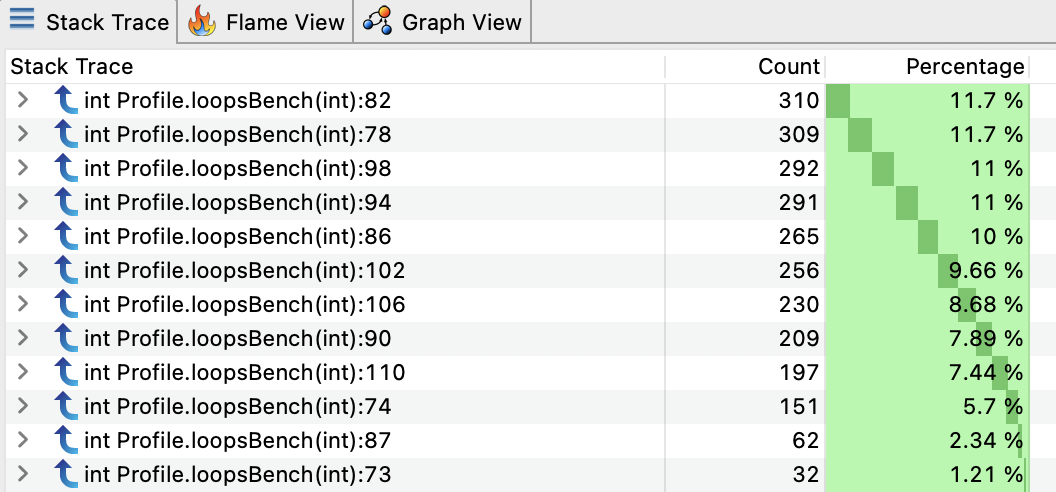 Stack Trace Flame View Graph View
Stack Trace Count Percentage
int Profile.loopsBench(int):82 310 11.7 %
int Profile.loopsBench(int):78 309 11.7 %
int Profile.loopsBench(int):98 292 11 %
int Profile.loopsBench(int):94 291 11 %
int Profile.loopsBench(int):86 265 10 %
int Profile.loopsBench(int):102 256 9.66 %
int Profile.loopsBench(int):106 230 8.68 %
int Profile.loopsBench(int):90 209 7.89 %
int Profile.loopsBench(int):110 197 7.44 %
int Profile.loopsBench(int):74 151 5.7 %
int Profile.loopsBench(int):87 62 2.34 %
int Profile.loopsBench(int):73 32 1.21 %